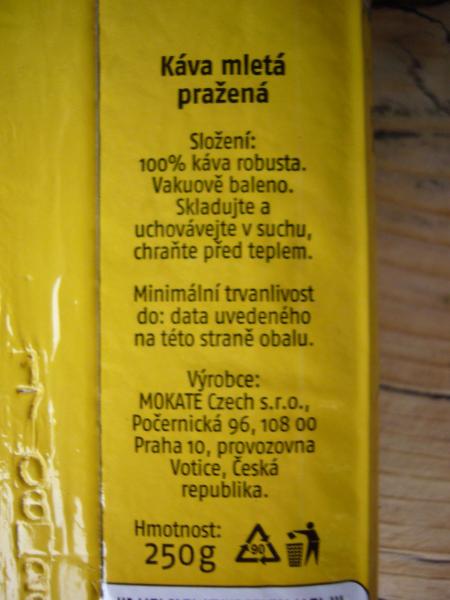 Káva mletá
pražená
Složení:
100% káva robusta.
Vakuově baleno.
Skladujte a
uchovávejte v suchu,
chraňte před teplem.
Minimální trvanlivost
do: data uvedeného
na této straně obalu.
Výrobce:
MOKATE Czech s.r.o.,
Počernická 96, 108 00
Praha 10, provozovna
Votice, Česká
republika.
Hmotnost:
250g
90